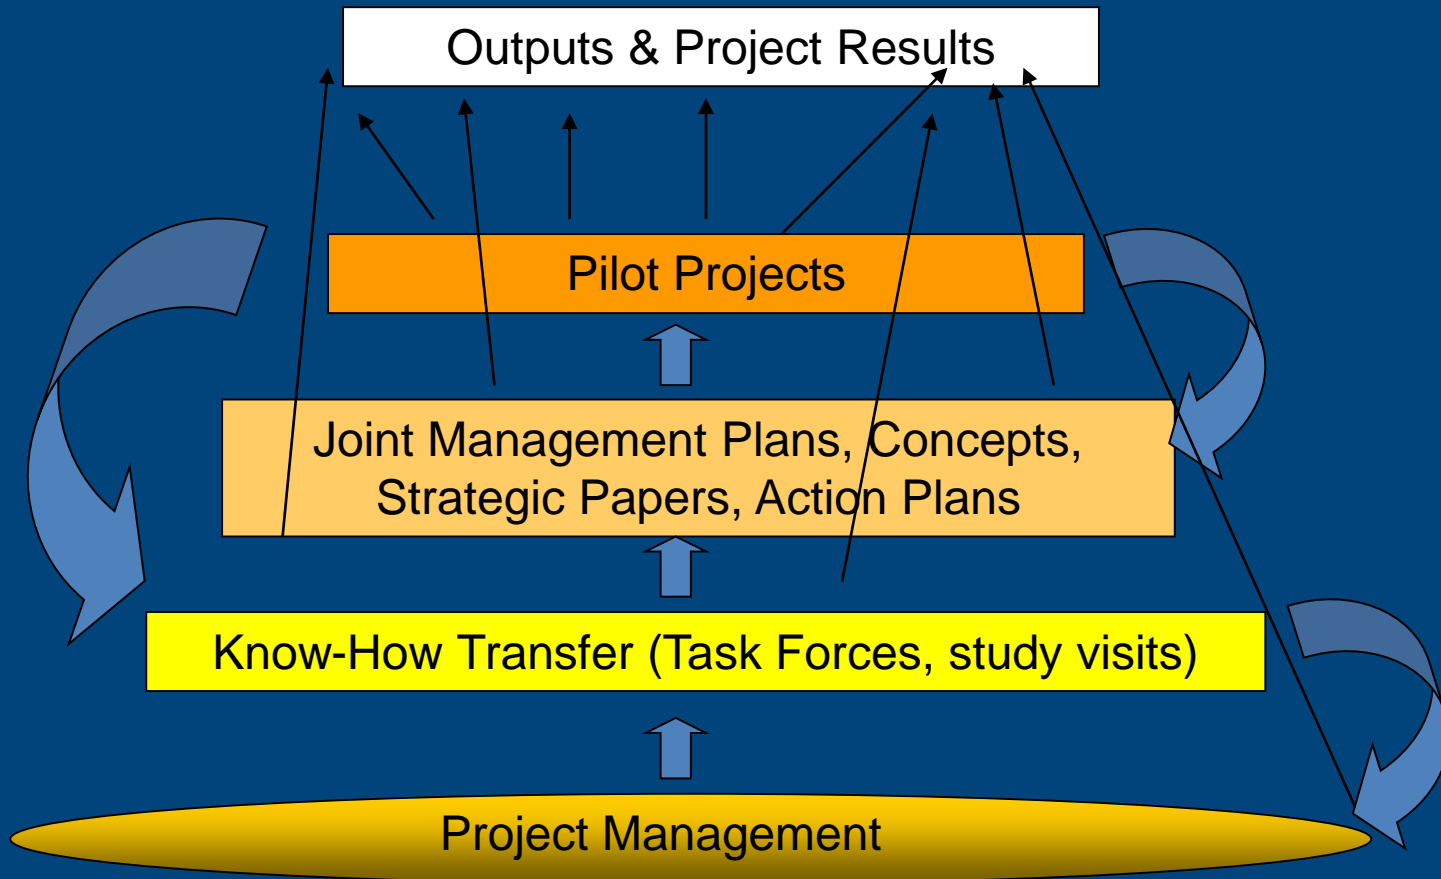 Outputs & Project Results
Pilot Projects
Joint Management Plans, Concepts,
Strategic Papers, Action Plans
Know-How Transfer (Task Forces, study visits)
Project Management